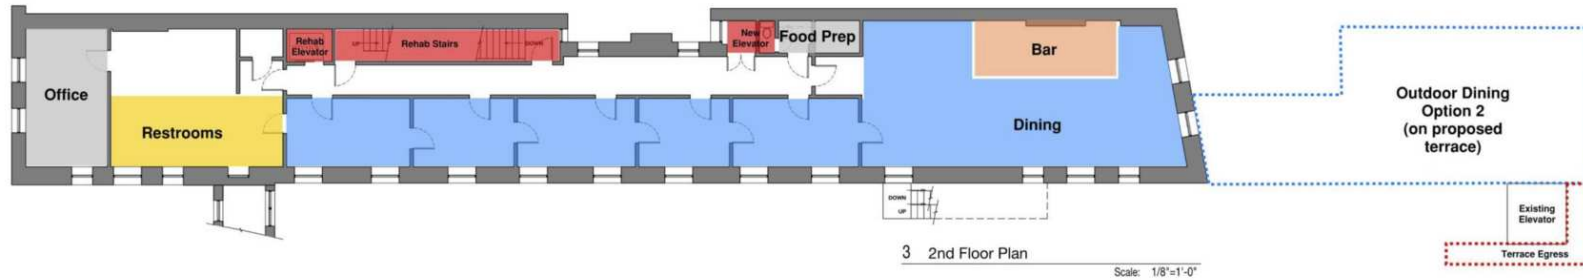 Office
Restrooms
Rehab
Elevator
UP
Rehab Stairs
DOWN
New
Elevator
Food Prep
Bar
Dining
Outdoor Dining
Option 2
(on proposed
terrace)
DOWN
UP
Existing
Elevator
Terrace Egress
3 2nd Floor Plan
Scale: 1/8"=1'-0"